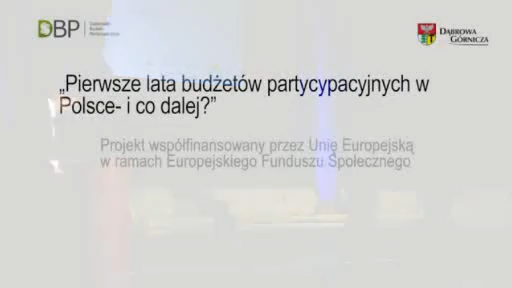 DBP
DĄBROWA
GÓRNICZA
„Pierwsze lata budżetów partycypacyjnych w
Polsce- i co dalej?”
Projekt współfinansowany przez Unię Europejską
w ramach Europejskiego Funduszu Społecznego